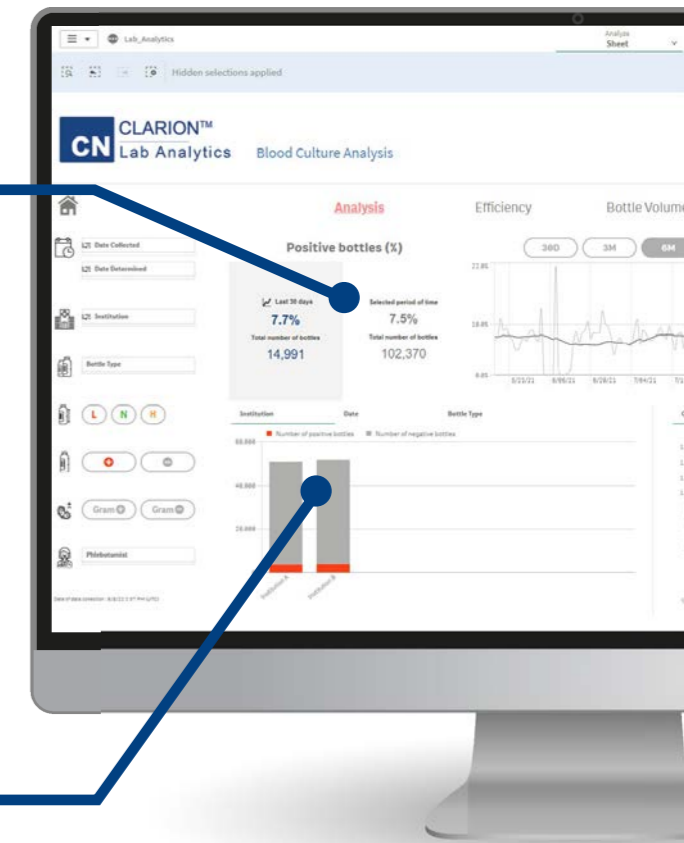 Lab_Analytics
Analyze
Sheet
Hidden selections applied
CN CLARION™
Lab Analytics
Blood Culture Analysis
Analysis
Efficiency
Bottle Volume
Date Collected
Date Determined
Institution
Bottle Type
L N H
Gram
Gram
Phlebotomist
Positive bottles (%)
Last 30 days
7.7%
Total number of bottles
14,991
Selected period of time
7.5%
Total number of bottles
102,370
30D 3M 6M
Institution Date Bottle Type
Number of positive bottles Number of negative bottles
60.000
40.000
20.000
Institution A
Institution B